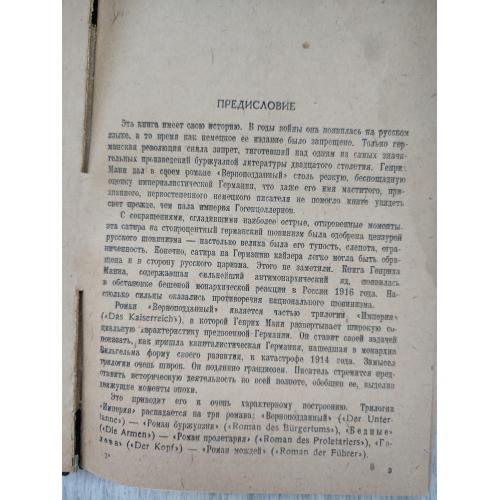 ПРЕДИСЛОВИЕ
Эта книга имеет свою историю. В годы войны она появилась на русском
языке, в то время как немецкое ее издание было запрещено. Только гер-
манская революция сняла запрет, тяготевший над одним из самых значи-
тельных произведений буржуазной литературы двадцатого столетия. Генрих
Манн дал в своем романе «Верноподданный» столь резкую, беспощадную
оценку империалистической Германии, что даже его имя маститого, приз-
нанного, первостепенного немецкого писателя не помогло книге увидеть
свет прежде, чем пала империя Гогенцоллернов.
С сокращениями, сгладившими наиболее острые, откровенные моменты,
эта сатира на стопроцентный германский шовинизм была одобрена цензурой
русского шовинизма — настолько велика была его тупость, слепота, огра-
ниченность. Конечно, сатира на Германию кайзера легко могла быть обра-
щена и в сторону русского царизма. Этого не заметили. Книга Генриха
Манна, содержавшая сильнейший антимонархический яд, появилась
в обстановке бешеной монархической реакции в России 1916 года. На-
столько сильны оказались противоречия национального шовинизма.
Роман «Верноподданный» является частью трилогии «Империя»
(«Das Kaiserreich»), в которой Генрих Манн развертывает широкую со-
циальную характеристику предвоенной Германии. Он ставит своей задачей
показать, как пришла капиталистическая Германия, нашедшая в монархии
Вильгельма форму своего развития, к катастрофе 1914 года. Замысел
трилогии очень широк. Он подлинно грандиозен. Писатель стремится пред-
ставить историческую деятельность во всей полноте, обобщив ее, выделив
движущие моменты эпохи.
Это приводит его к очень характерному построению. Трилогия
«Империя» распадается на три романа: «Верноподданный» («Der Unter-
tanne») — «Роман буржуазии» («Roman des Bürgertums»), «Бедные»
(«Die Armen») — «Роман пролетария» («Roman des Proletariers»), «Го-
лова» («Der Kopf») — «Роман вождей» («Roman der Führer»).
3